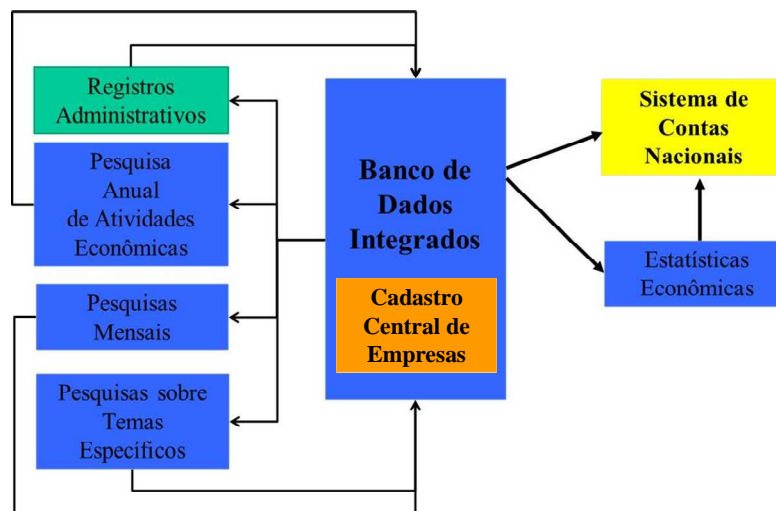 Registros
Administrativos
Pesquisa
Anual
de Atividades
Econômicas
Pesquisas
Mensais
Pesquisas sobre
Temas
Específicos
Banco de
Dados
Integrados
Cadastro
Central de
Empresas
Sistema de
Contas
Nacionais
Estatísticas
Econômicas